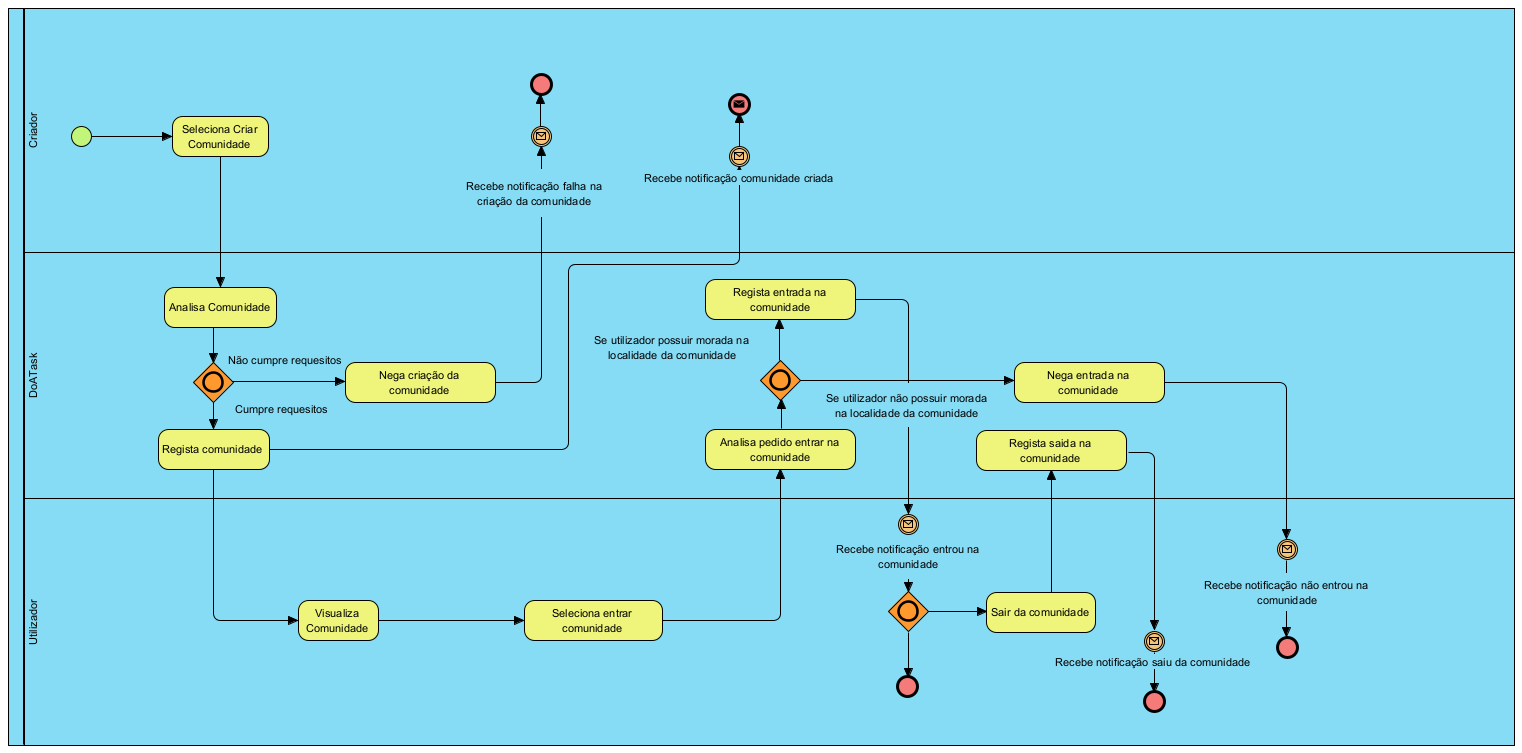 Criador
Seleciona Criar
Comunidade
Recebe notificação falha na
criação da comunidade
Recebe notificação comunidade criada
DoATask
Analisa Comunidade
Não cumpre requesitos
Nega criação da
comunidade
Cumpre requesitos
Regista comunidade
Regista entrada na
comunidade
Se utilizador possuir morada na
localidade da comunidade
Se utilizador não possuir morada
na localidade da comunidade
Nega entrada na
comunidade
Analisa pedido entrar na
comunidade
Regista saida na
comunidade
Utilizador
Visualiza
Comunidade
Seleciona entrar
comunidade
Recebe notificação entrou na
comunidade
Sair da comunidade
Recebe notificação saiu da comunidade
Recebe notificação não entrou na
comunidade